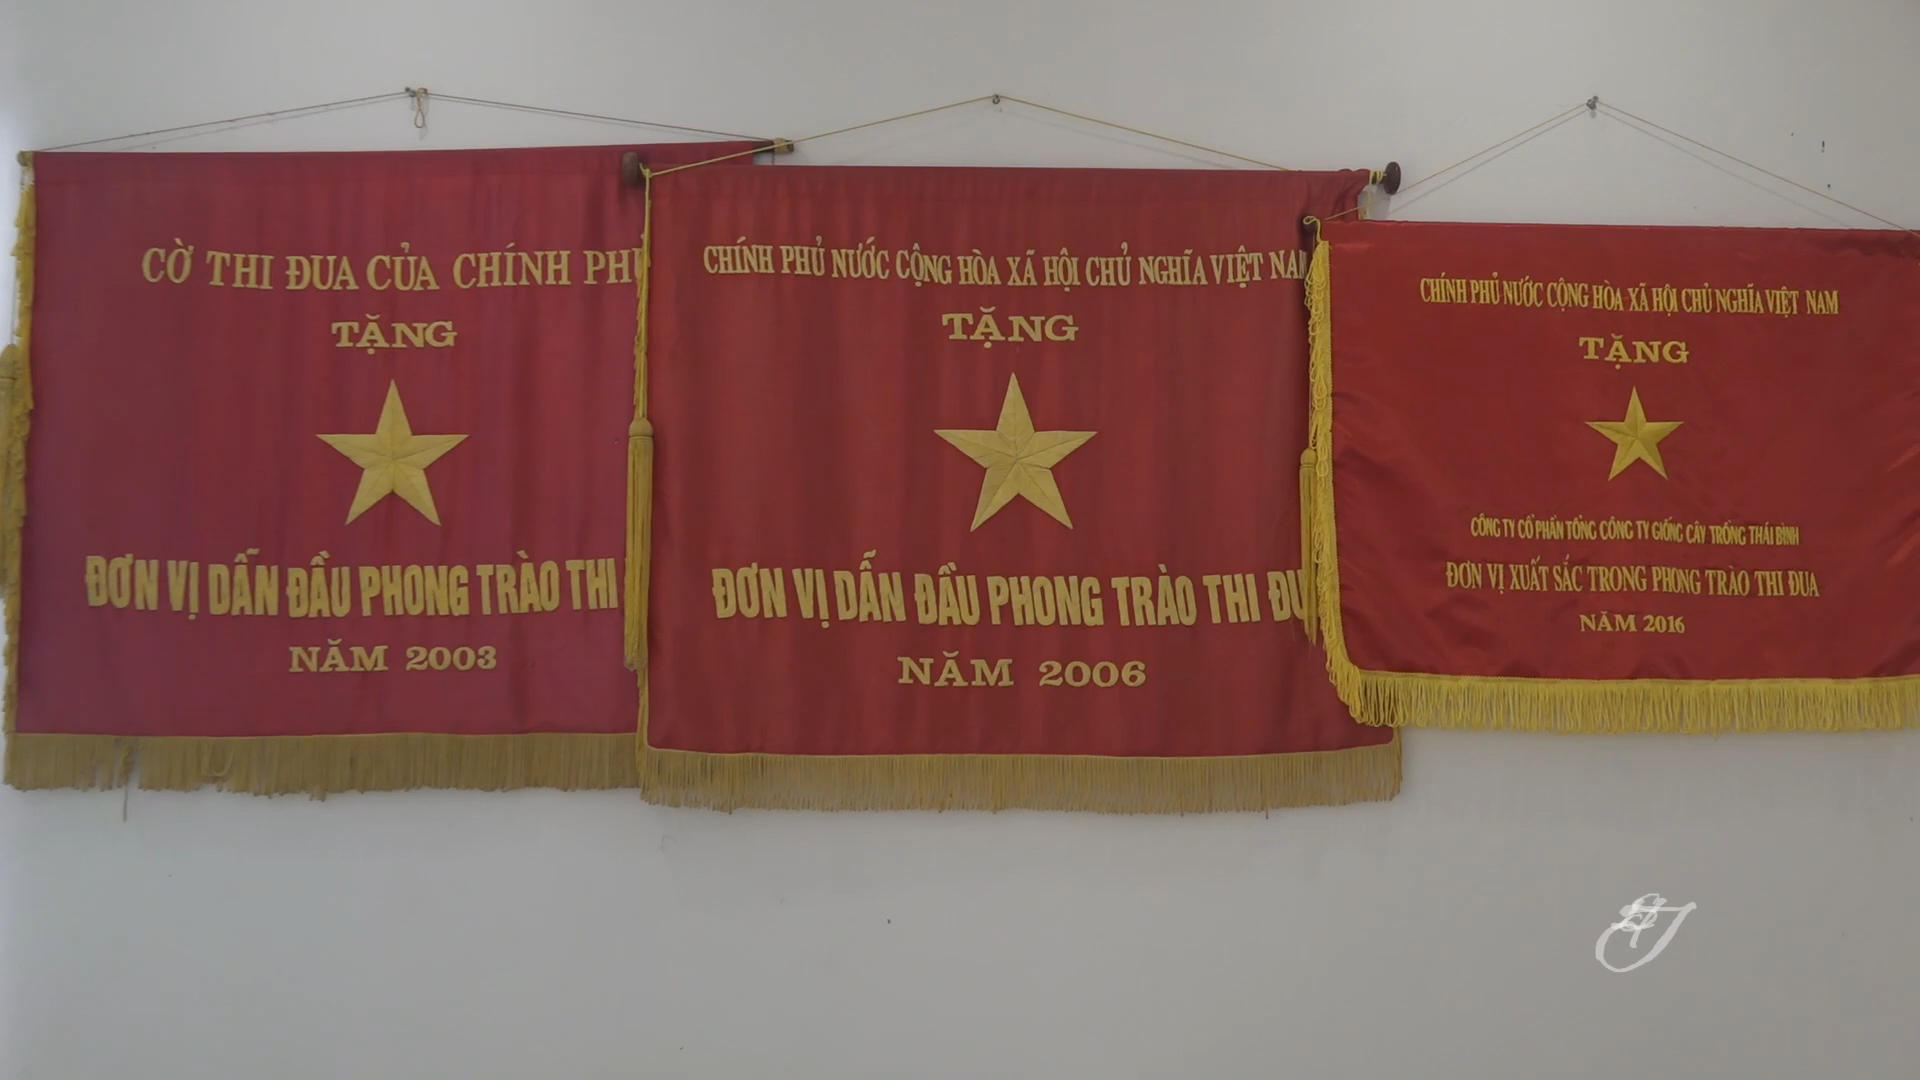 CỜ THI ĐUA CỦA CHÍNH PHỦ
TẶNG
ĐƠN VỊ DẪN ĐẦU PHONG TRÀO THI
NĂM 2003
CHÍNH PHỦ NƯỚC CỘNG HÒA XÃ HỘI CHỦ NGHĨA VIỆT NAM
TẶNG
ĐƠN VỊ DẪN ĐẦU PHONG TRÀO THI ĐU
NĂM 2006
CHÍNH PHỦ NƯỚC CỘNG HÒA XÃ HỘI CHỦ NGHĨA VIỆT NAM
TẶNG
CÔNG TY CỔ PHẦN TỔNG CÔNG TY GIỐNG CÂY TRỒNG THÁI BÌNH
ĐƠN VỊ XUẤT SẮC TRONG PHONG TRÀO THI ĐUA
NĂM 2016